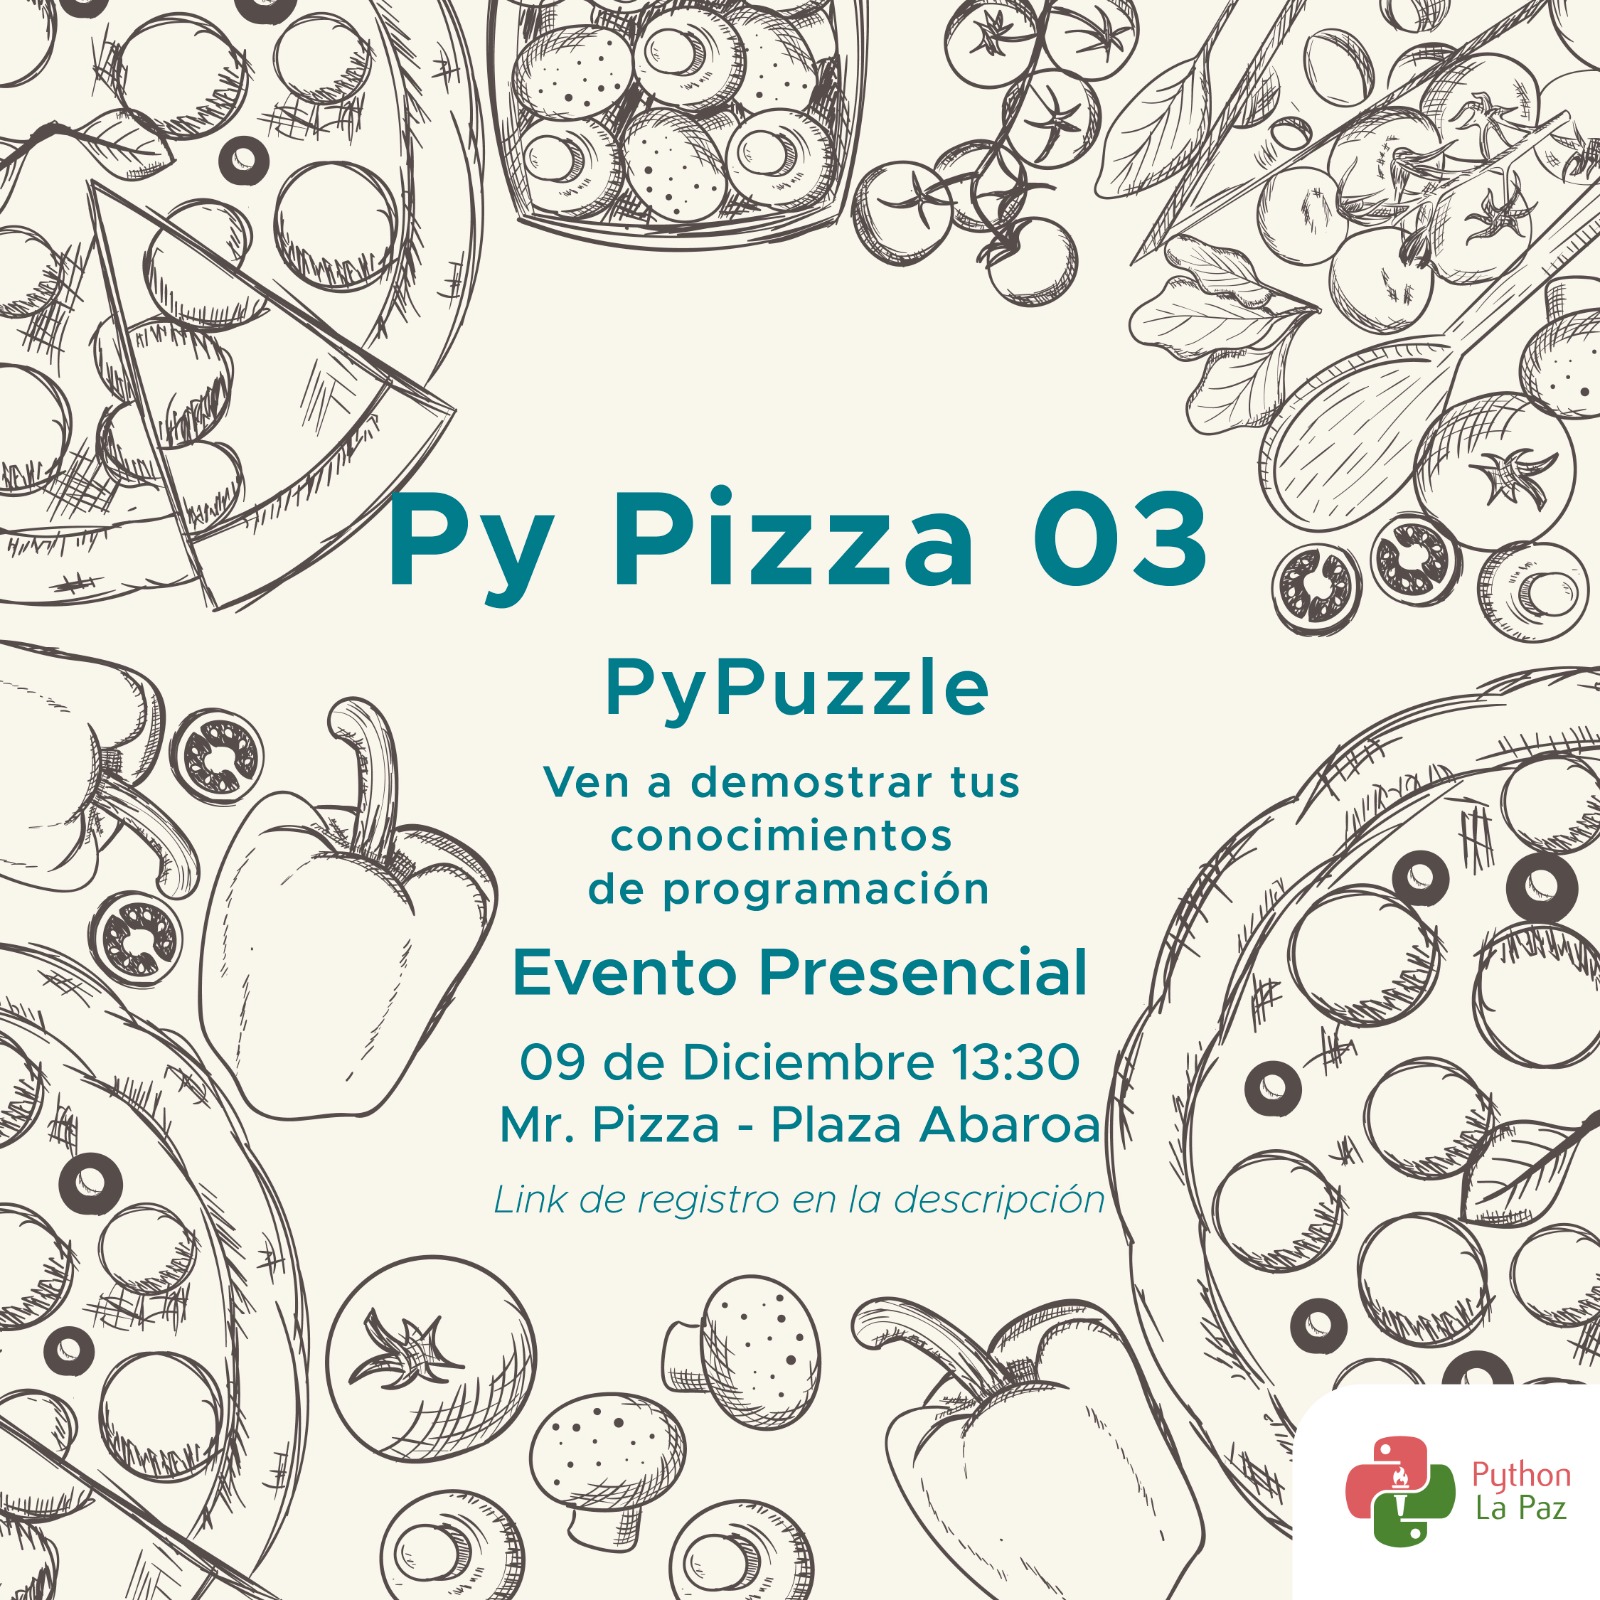 Py Pizza 03
PyPuzzle
Ven a demostrar tus
conocimientos
de programación
Evento Presencial
09 de Diciembre 13:30
Mr. Pizza - Plaza Abaroa
Link de registro en la descripción
Python
La Paz